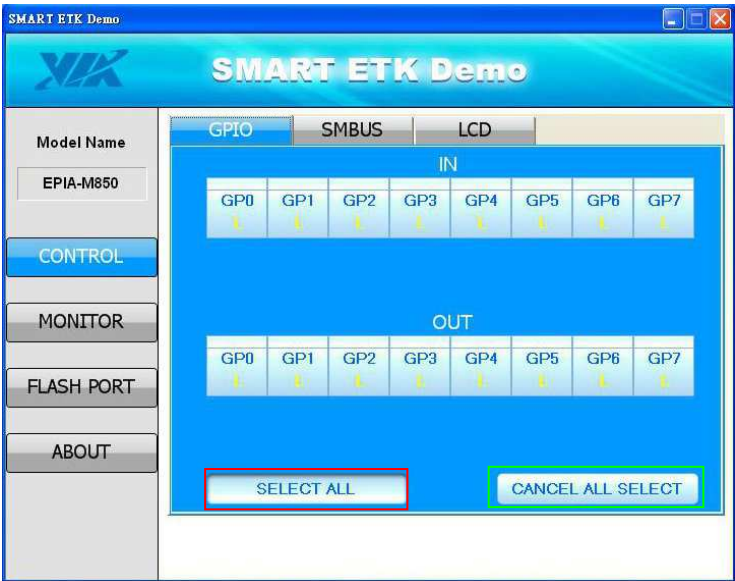 SMART ETK Demo
VIA
SMART ETK Demo
Model Name
EPIA-M850
CONTROL
MONITOR
FLASH PORT
ABOUT
GPIO SMBUS LCD
IN
GP0 GP1 GP2 GP3 GP4 GP5 GP6 GP7
L L L L L L L L
OUT
GP0 GP1 GP2 GP3 GP4 GP5 GP6 GP7
L L L L L L L L
SELECT ALL CANCEL ALL SELECT